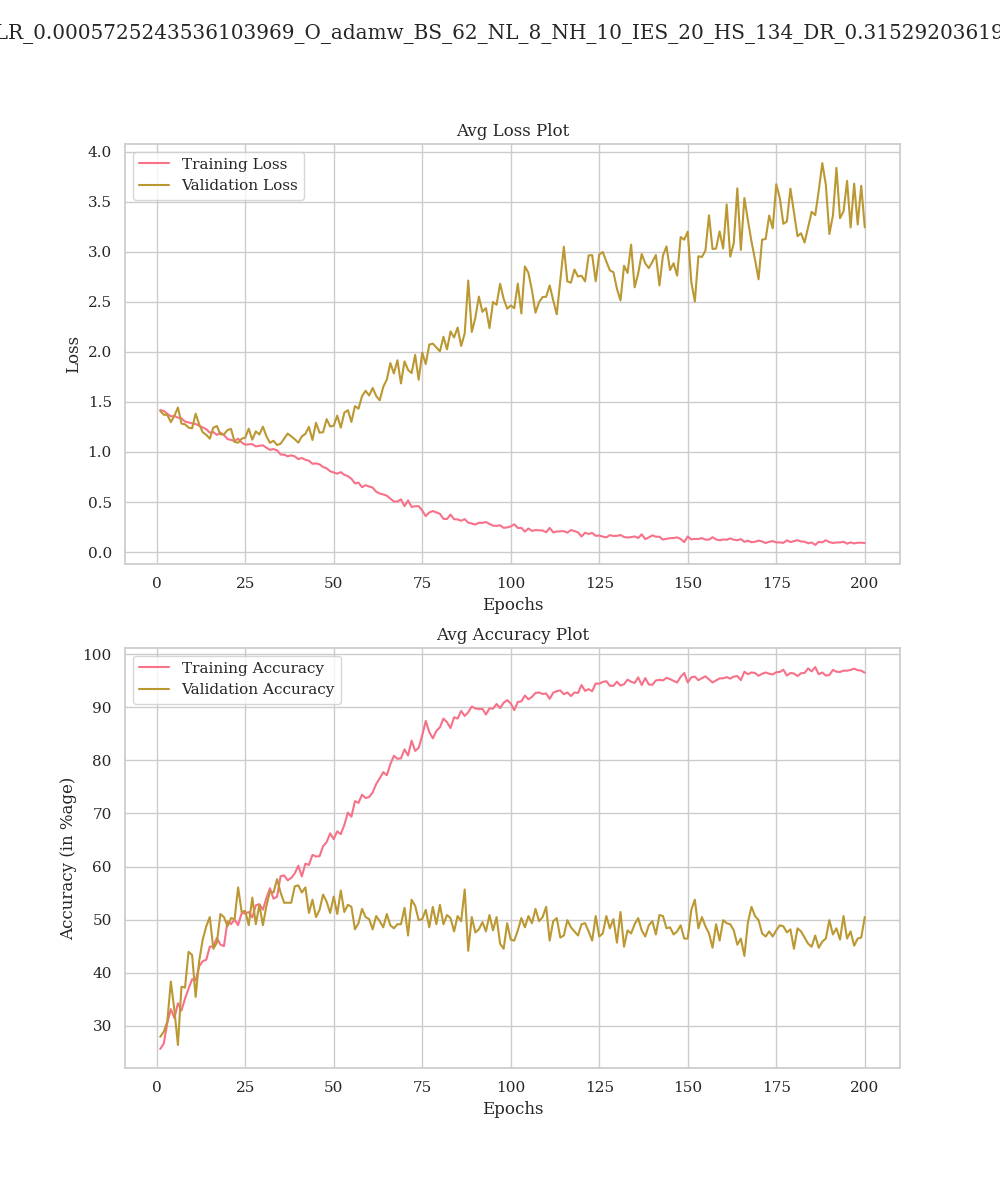 LR_0.0005725243536103969_O_adamw_BS_62_NL_8_NH_10_IES_20_HS_134_DR_0.31529203619
Avg Loss Plot
Training Loss
Validation Loss
4.0
3.5
3.0
2.5
2.0
1.5
1.0
0.5
0.0
Loss
0 25 50 75 100 125 150 175 200
Epochs
Avg Accuracy Plot
Training Accuracy
Validation Accuracy
100
90
80
70
60
50
40
30
Accuracy (in %age)
0 25 50 75 100 125 150 175 200
Epochs